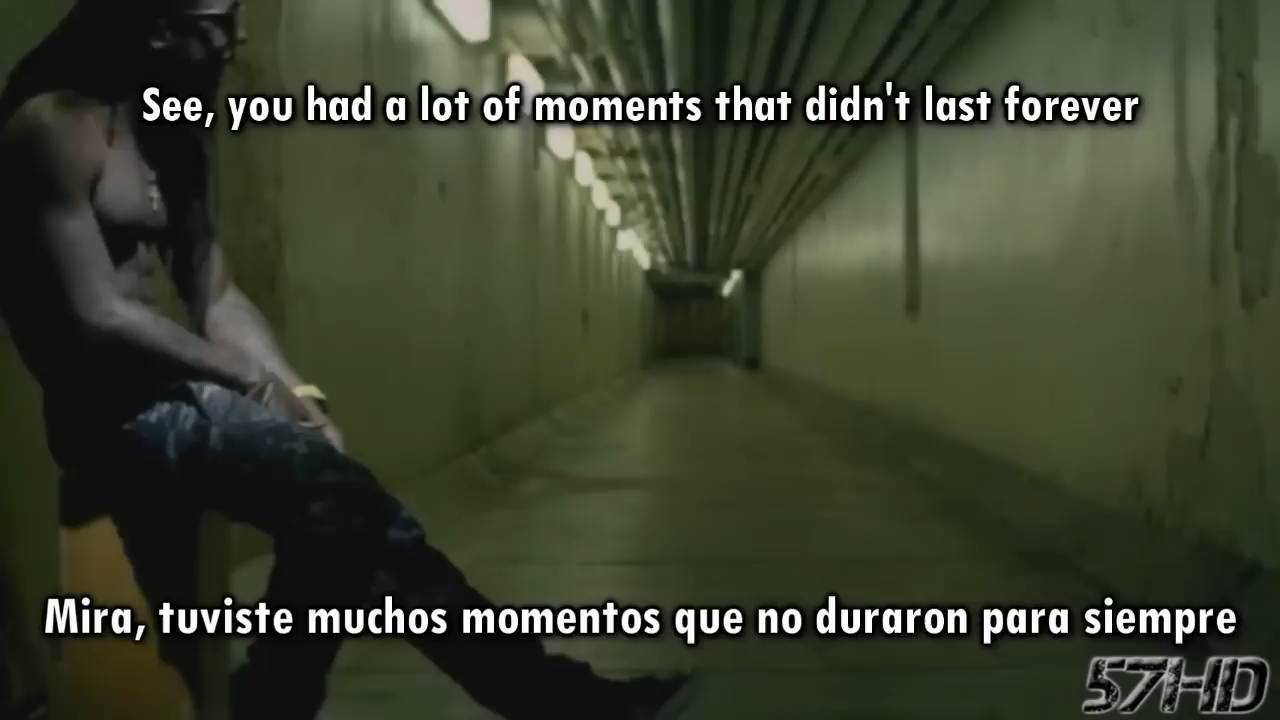 See, you had a lot of moments that didn't last forever
Mira, tuviste muchos momentos que no duraron para siempre
57HD